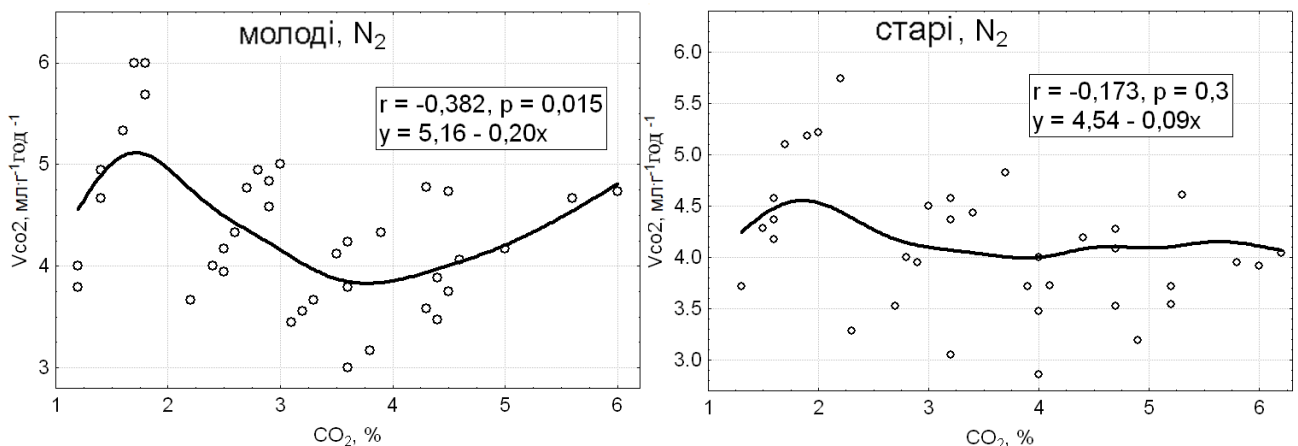 молоді, N2
r = -0,382, p = 0,015
y = 5,16 - 0,20x
Vco2, мл·г-1год -1
6
5
4
3
1 2 3 4 5 6
CO2, %
старі, N2
r = -0,173, p = 0,3
y = 4,54 - 0,09x
Vco2, мл·г-1год -1
6.0
5.5
5.0
4.5
4.0
3.5
3.0
1 2 3 4 5 6
CO2, %